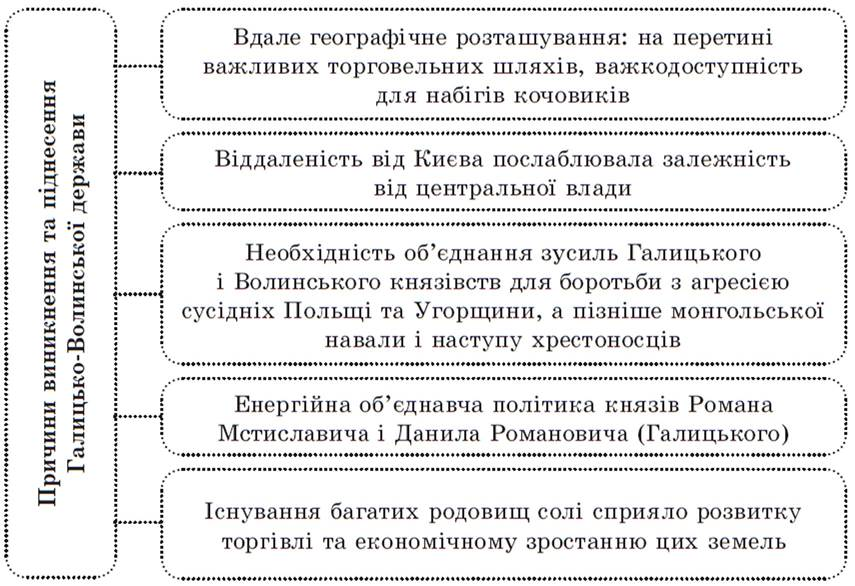 Причини виникнення та піднесення
Галицько-Волинської держави
Вдале географічне розташування: на перетині
важливих торговельних шляхів, важкодоступність
для набігів кочовиків
Віддаленість від Києва послаблювала залежність
від центральної влади
Необхідність об’єднання зусиль Галицького
і Волинського князівств для боротьби з агресією
сусідніх Польщі та Угорщини, а пізніше монгольської
навали і наступу хрестоносців
Енергійна об’єднавча політика князів Романа
Мстиславича і Данила Романовича (Галицького)
Існування багатих родовищ солі сприяло розвитку
торгівлі та економічному зростанню цих земель